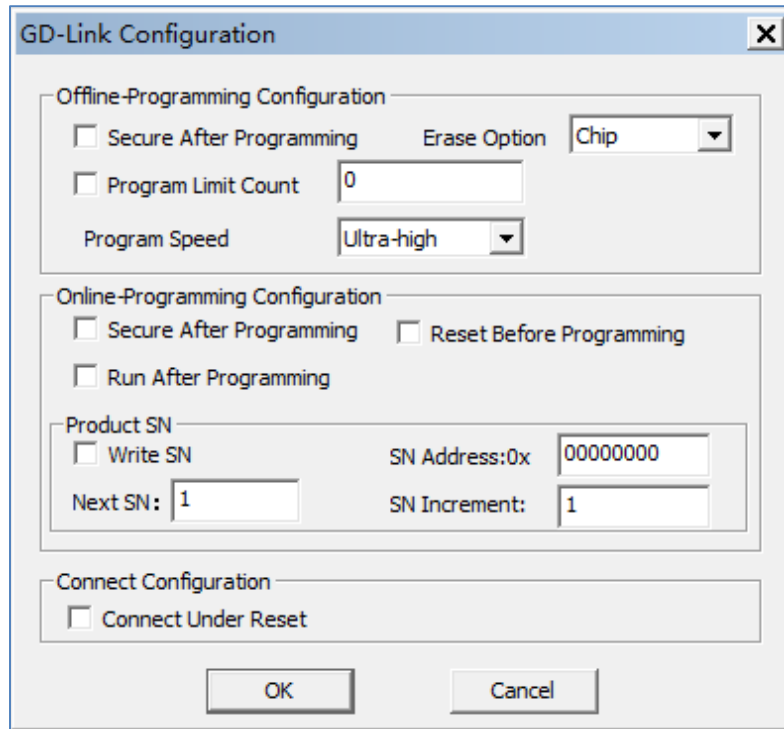 GD-Link Configuration
Offline-Programming Configuration
Secure After Programming Erase Option Chip
Program Limit Count 0
Program Speed Ultra-high
Online-Programming Configuration
Secure After Programming Reset Before Programming
Run After Programming
Product SN
Write SN SN Address:0x 00000000
Next SN: 1 SN Increment: 1
Connect Configuration
Connect Under Reset
OK Cancel